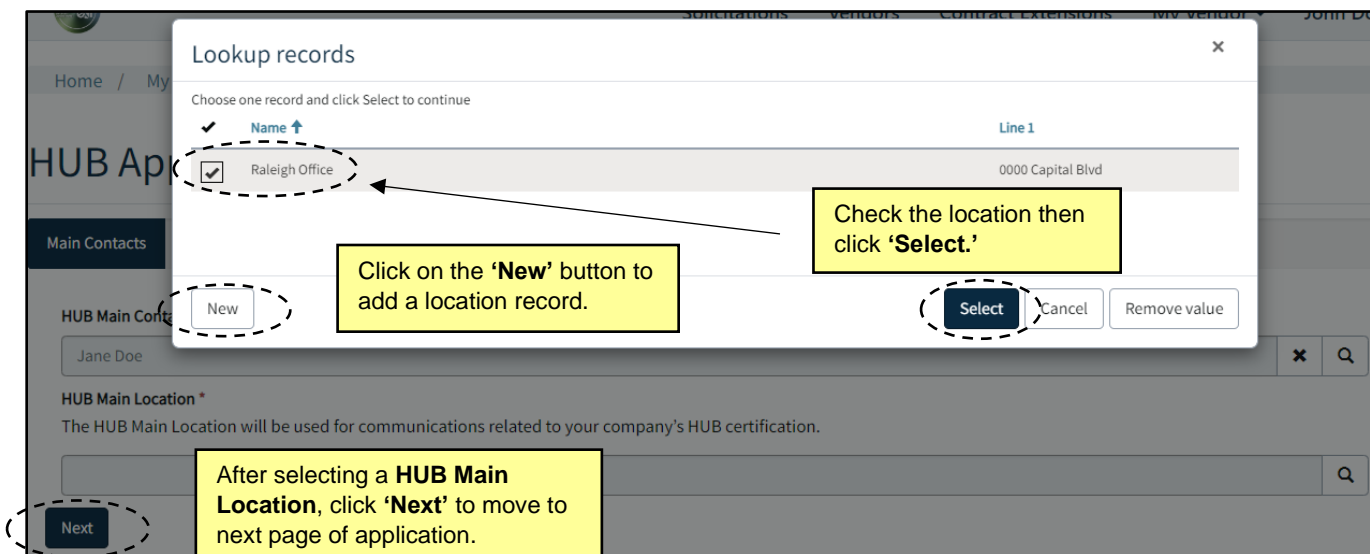 Solicitations Vendors Contract Extensions My Vendor John Do
Lookup records ×
Home / My
Choose one record and click Select to continue
Name Line 1
HUB App
Raleigh Office 0000 Capital Blvd
Check the location then
click ‘Select.’
Main Contacts
Click on the ‘New’ button to
add a location record.
New Select Cancel Remove value
HUB Main Conta
Jane Doe
HUB Main Location *
The HUB Main Location will be used for communications related to your company’s HUB certification.
After selecting a HUB Main
Location, click ‘Next’ to move to
next page of application.
Next